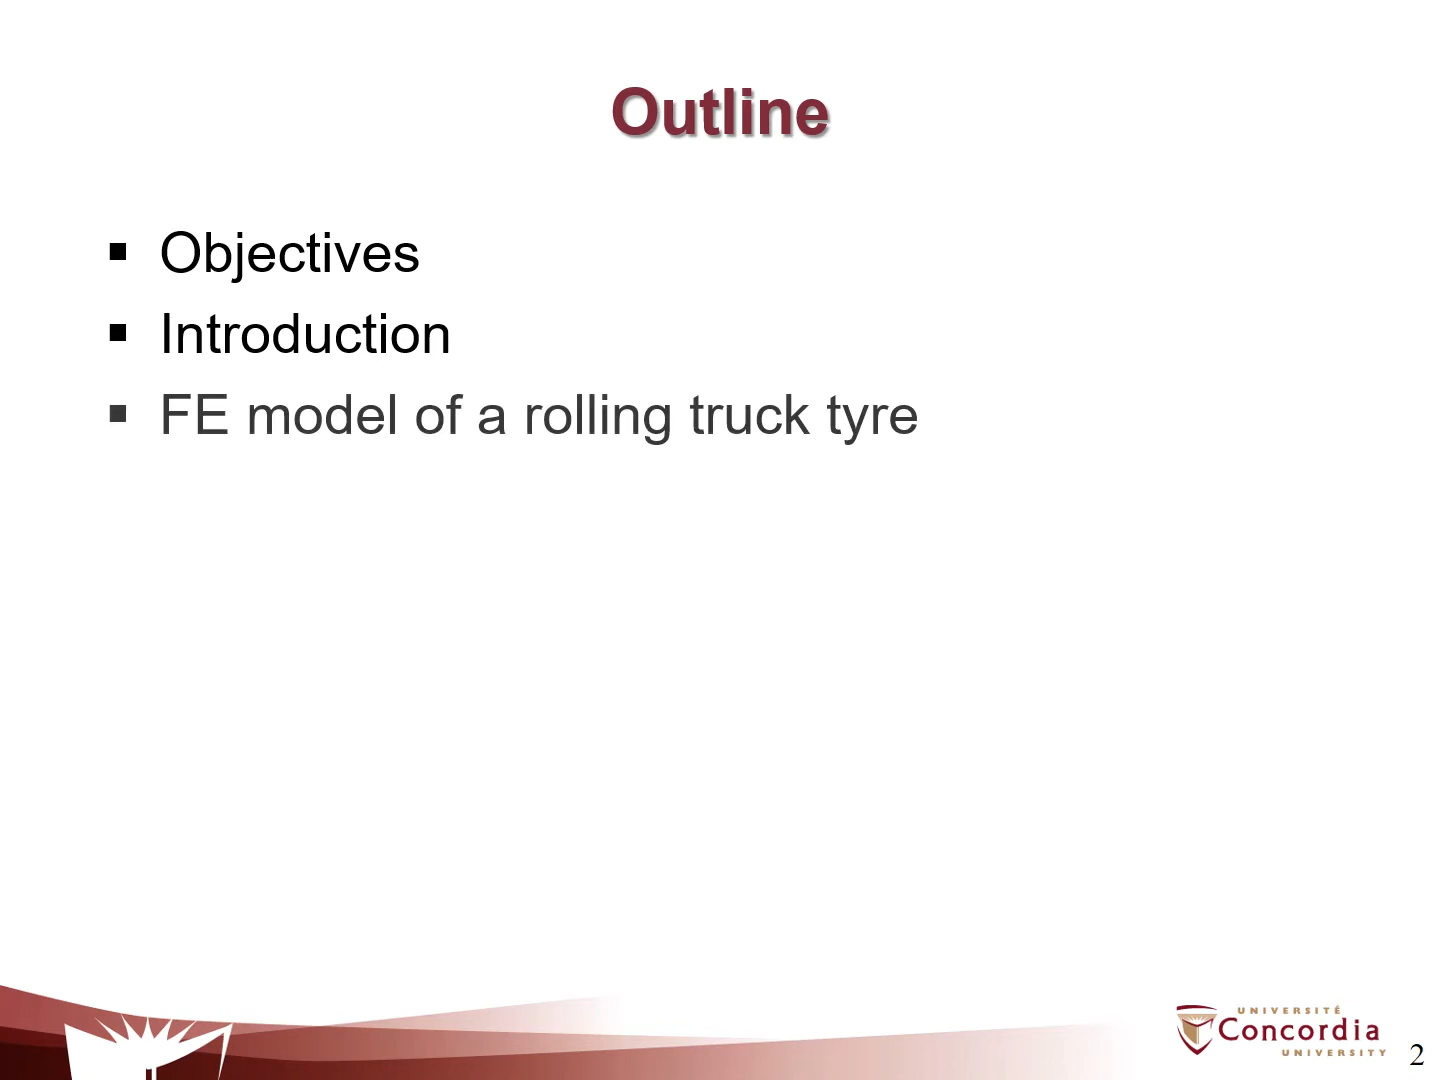 Outline
▪ Objectives
▪ Introduction
▪ FE model of a rolling truck tyre
UNIVERSITÉ
Concordia
UNIVERSITY
2